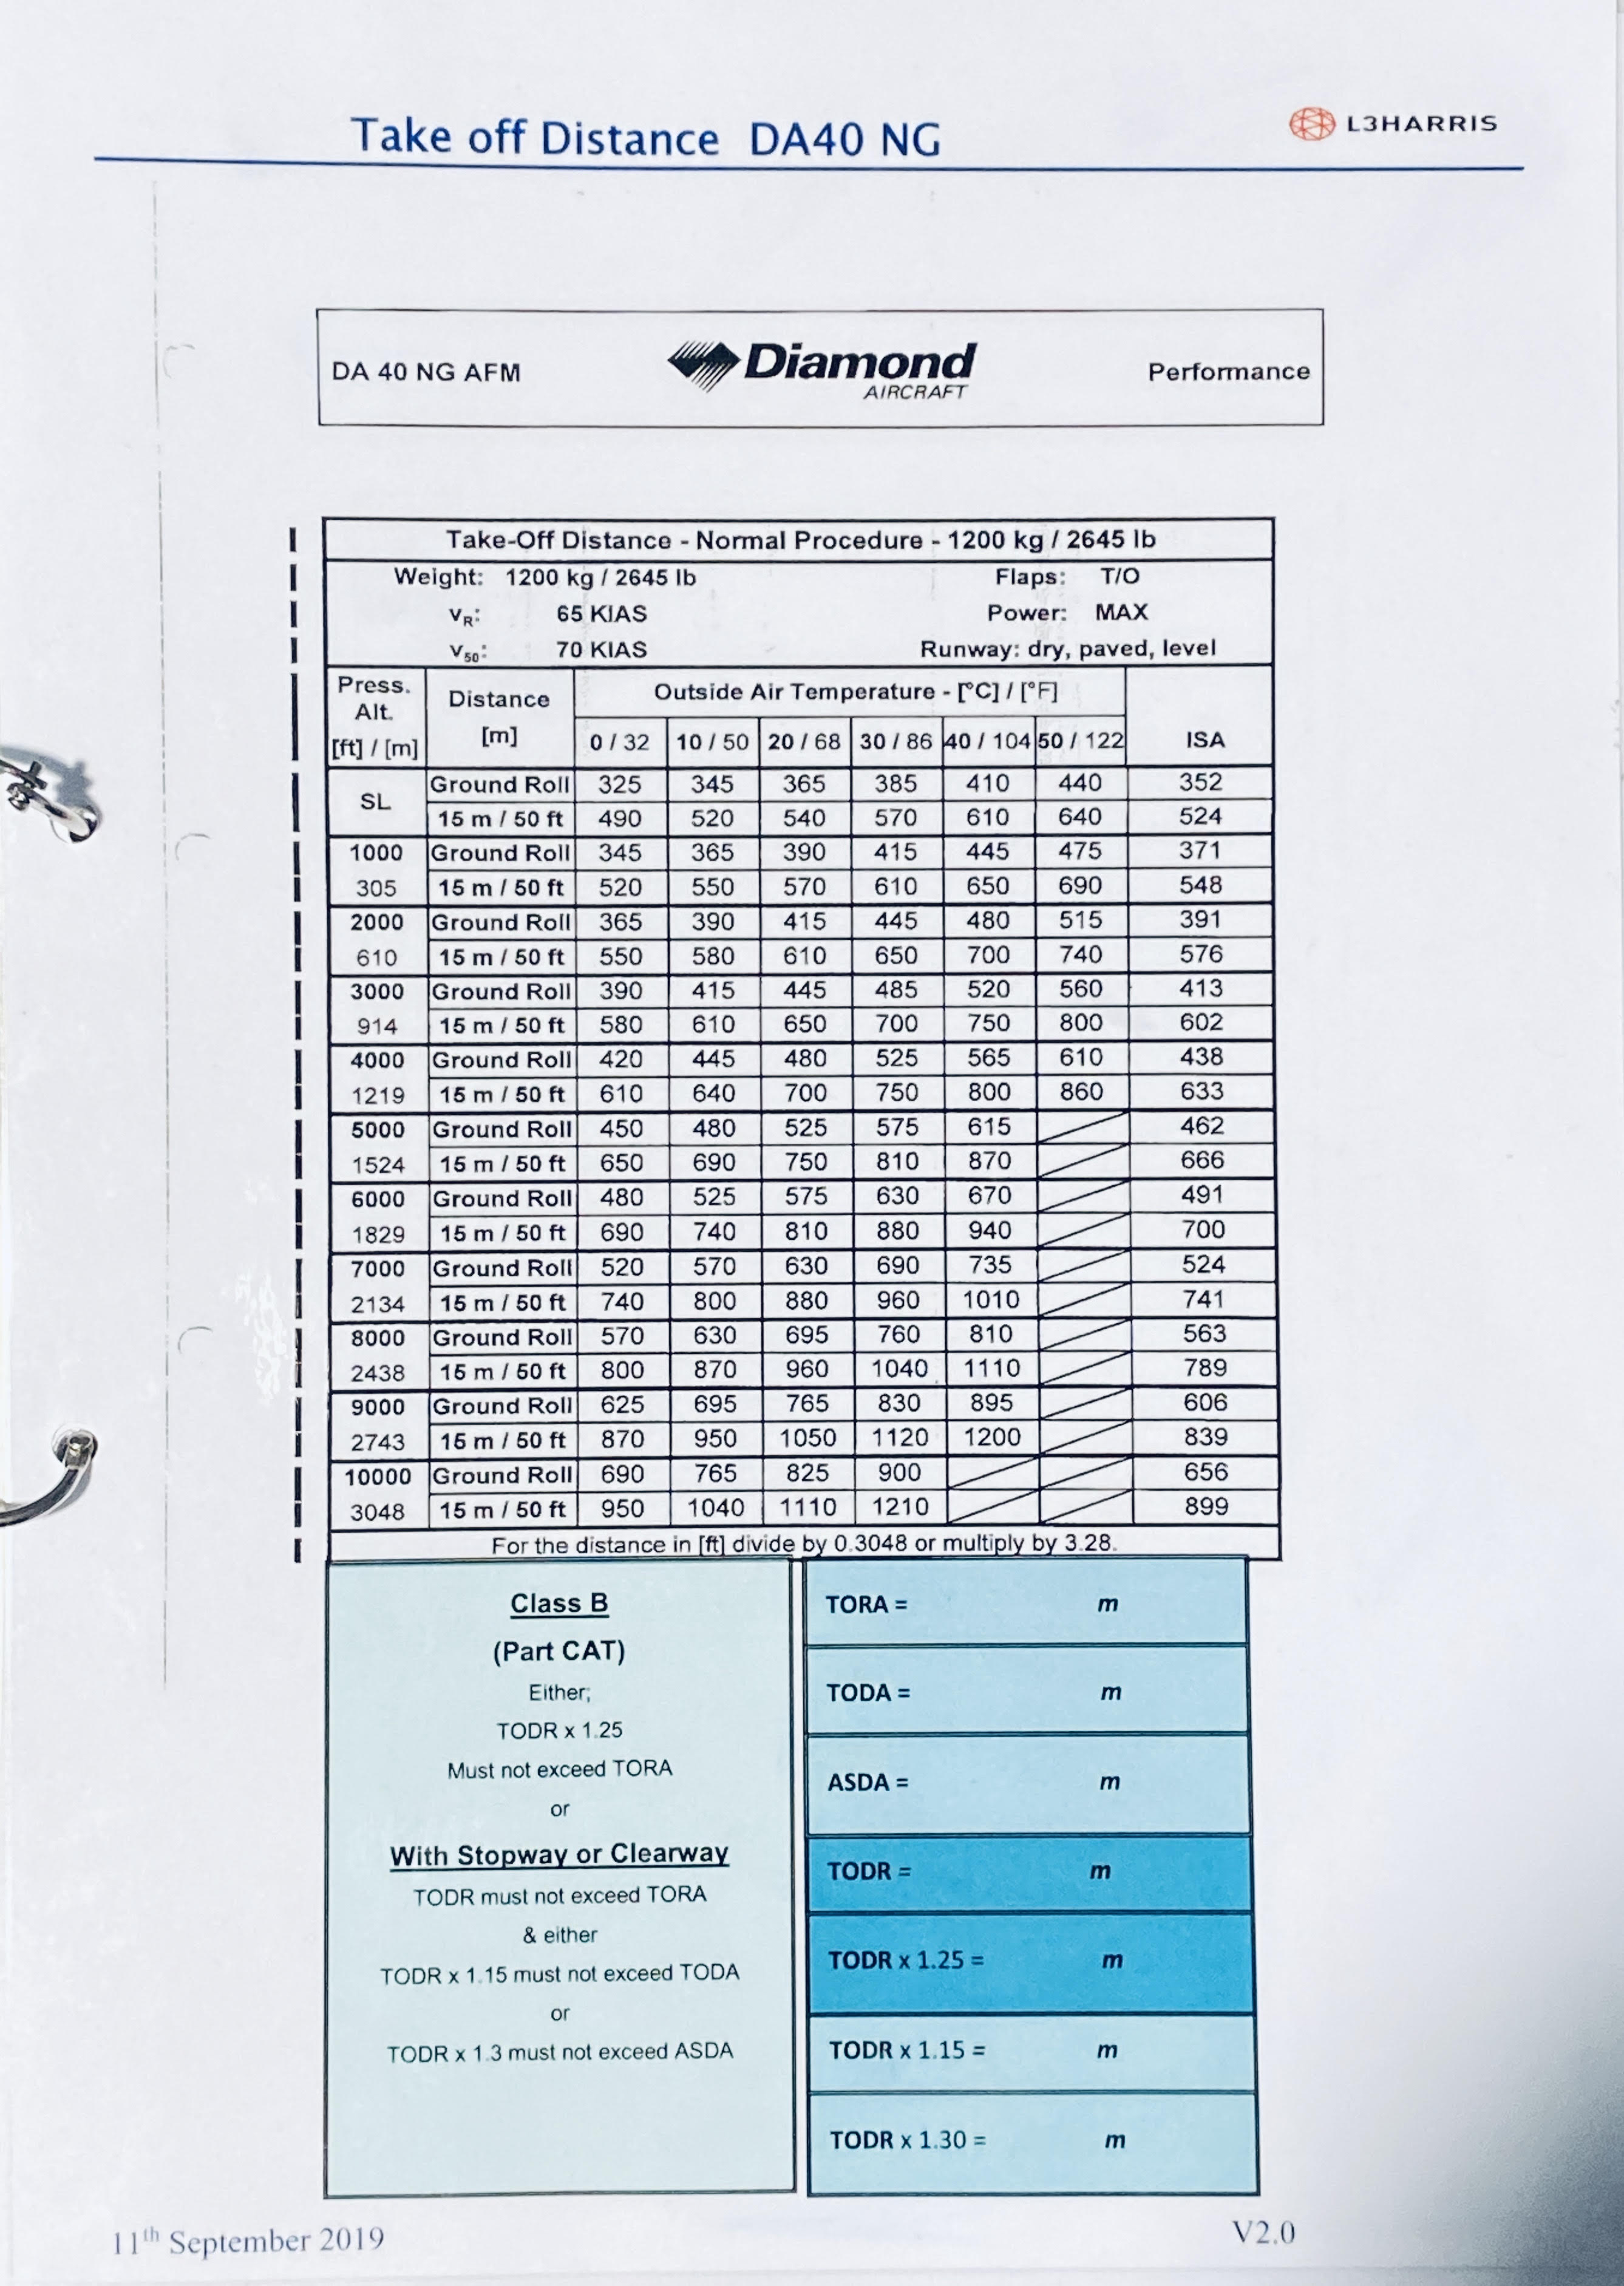 Take off Distance DA40 NG
L3HARRIS
DA 40 NG AFM
Diamond
AIRCRAFT
Performance
Take-Off Distance - Normal Procedure - 1200 kg / 2645 lb
Weight: 1200 kg / 2645 lb Flaps: T/O
VR: 65 KIAS Power: MAX
V50: 70 KIAS Runway: dry, paved, level
Press. Alt. [ft] / [m] Distance [m] Outside Air Temperature - [°C] / [°F] ISA
0 / 32 10 / 50 20 / 68 30 / 86 40 / 104 50 / 122
SL Ground Roll 325 345 365 385 410 440 352
15 m / 50 ft 490 520 540 570 610 640 524
1000 Ground Roll 345 365 390 415 445 475 371
305 15 m / 50 ft 520 550 570 610 650 690 548
2000 Ground Roll 365 390 415 445 480 515 391
610 15 m / 50 ft 550 580 610 650 700 740 576
3000 Ground Roll 390 415 445 485 520 560 413
914 15 m / 50 ft 580 610 650 700 750 800 602
4000 Ground Roll 420 445 480 525 565 610 438
1219 15 m / 50 ft 610 640 700 750 800 860 633
5000 Ground Roll 450 480 525 575 615 462
1524 15 m / 50 ft 650 690 750 810 870 666
6000 Ground Roll 480 525 575 630 670 491
1829 15 m / 50 ft 690 740 810 880 940 700
7000 Ground Roll 520 570 630 690 735 524
2134 15 m / 50 ft 740 800 880 960 1010 741
8000 Ground Roll 570 630 695 760 810 563
2438 15 m / 50 ft 800 870 960 1040 1110 789
9000 Ground Roll 625 695 765 830 895 606
2743 15 m / 50 ft 870 950 1050 1120 1200 839
10000 Ground Roll 690 765 825 900 656
3048 15 m / 50 ft 950 1040 1110 1210 899
For the distance in [ft] divide by 0.3048 or multiply by 3.28.
Class B
(Part CAT)
Either;
TODR x 1.25
Must not exceed TORA
or
With Stopway or Clearway
TODR must not exceed TORA
& either
TODR x 1.15 must not exceed TODA
or
TODR x 1.3 must not exceed ASDA
TORA = m
TODA = m
ASDA = m
TODR = m
TODR x 1.25 = m
TODR x 1.15 = m
TODR x 1.30 = m
11th September 2019
V2.0